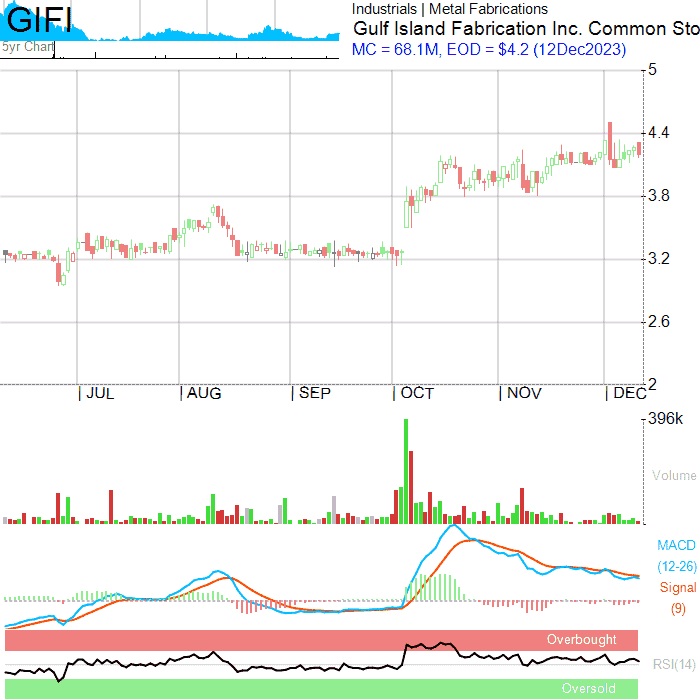 GIFI
5yr Chart
Industrials | Metal Fabrications
Gulf Island Fabrication Inc. Common Sto
MC = 68.1M, EOD = $4.2 (12Dec2023)
5
4.4
3.8
3.2
2.6
2
| JUL | AUG | SEP | OCT | NOV | DEC
396k
Volume
MACD
(12-26)
Signal
(9)
Overbought
RSI(14)
Oversold